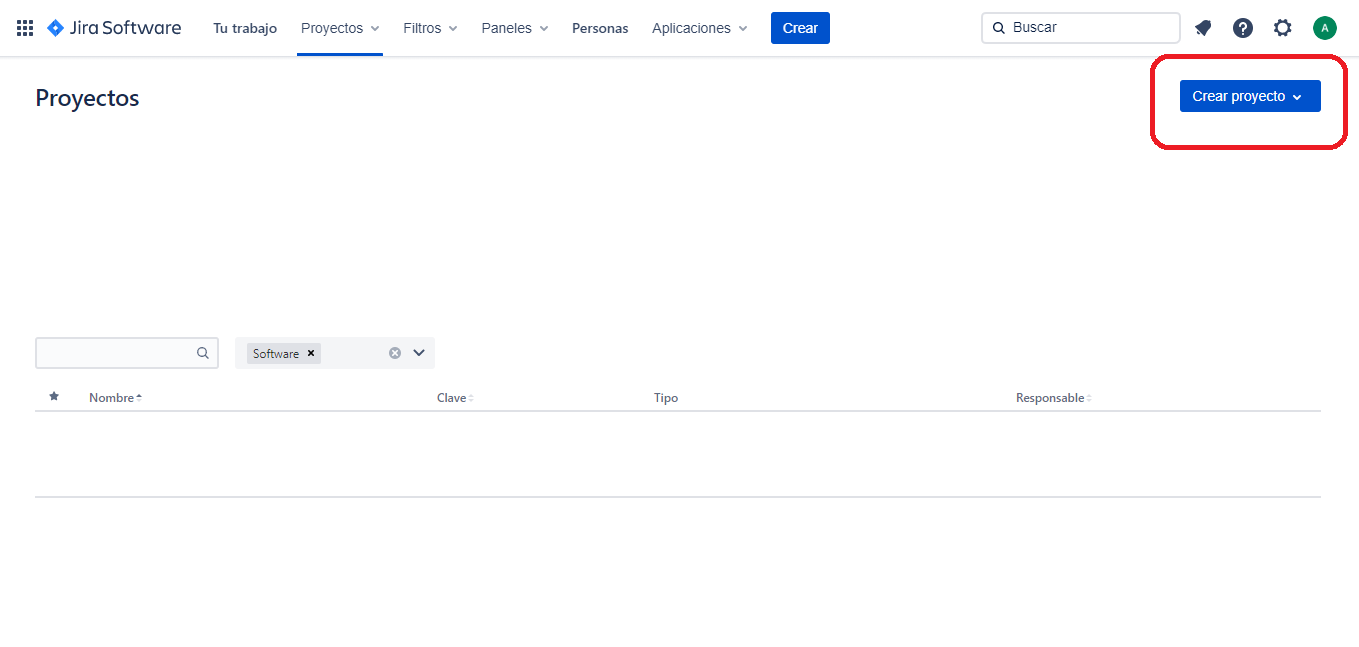 Jira Software Tu trabajo Proyectos Filtros Paneles Personas Aplicaciones Crear Buscar A
Proyectos Crear proyecto
Software
Nombre Clave Tipo Responsable